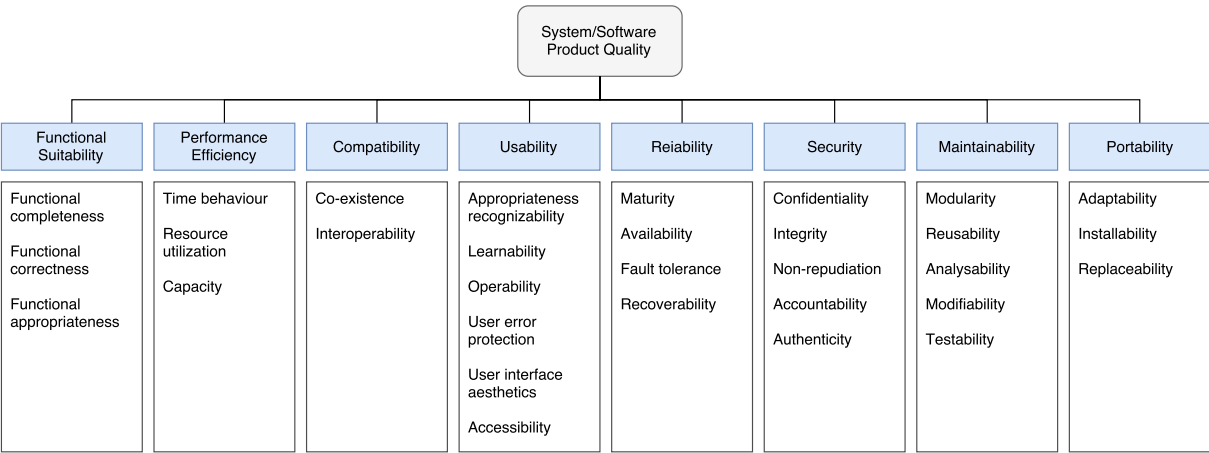 System/Software
Product Quality
Functional
Suitability
Performance
Efficiency
Compatibility
Usability
Reiability
Security
Maintainability
Portability
Functional
completeness
Functional
correctness
Functional
appropriateness
Time behaviour
Resource
utilization
Capacity
Co-existence
Interoperability
Appropriateness
recognizability
Learnability
Operability
User error
protection
User interface
aesthetics
Accessibility
Maturity
Availability
Fault tolerance
Recoverability
Confidentiality
Integrity
Non-repudiation
Accountability
Authenticity
Modularity
Reusability
Analysability
Modifiability
Testability
Adaptability
Installability
Replaceability